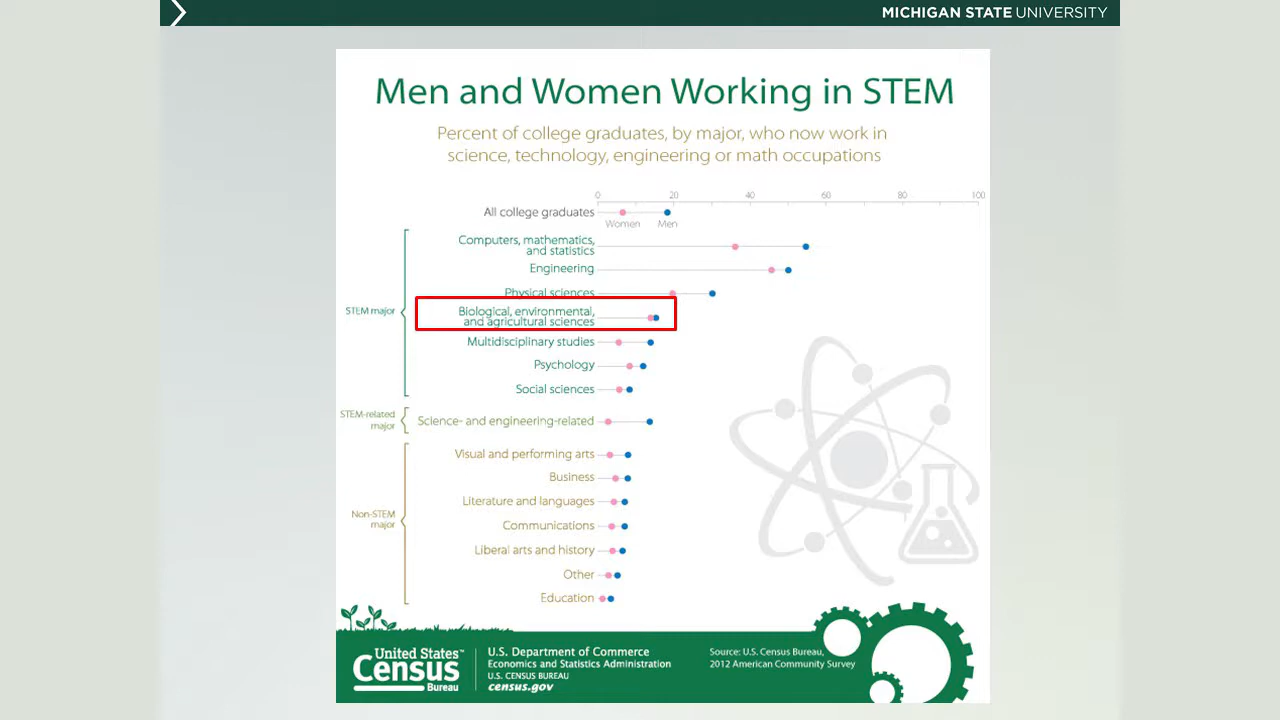 MICHIGAN STATE UNIVERSITY
Men and Women Working in STEM
Percent of college graduates, by major, who now work in
science, technology, engineering or math occupations
0 20 40 60 80 100
All college graduates
Women Men
STEM major
Computers, mathematics,
and statistics
Engineering
Physical sciences
Biological, environmental,
and agricultural sciences
Multidisciplinary studies
Psychology
Social sciences
STEM-related
major
Science- and engineering-related
Non-STEM
major
Visual and performing arts
Business
Literature and languages
Communications
Liberal arts and history
Other
Education
United States™
Census
Bureau
U.S. Department of Commerce
Economics and Statistics Administration
U.S. CENSUS BUREAU
census.gov
Source: U.S. Census Bureau,
2012 American Community Survey